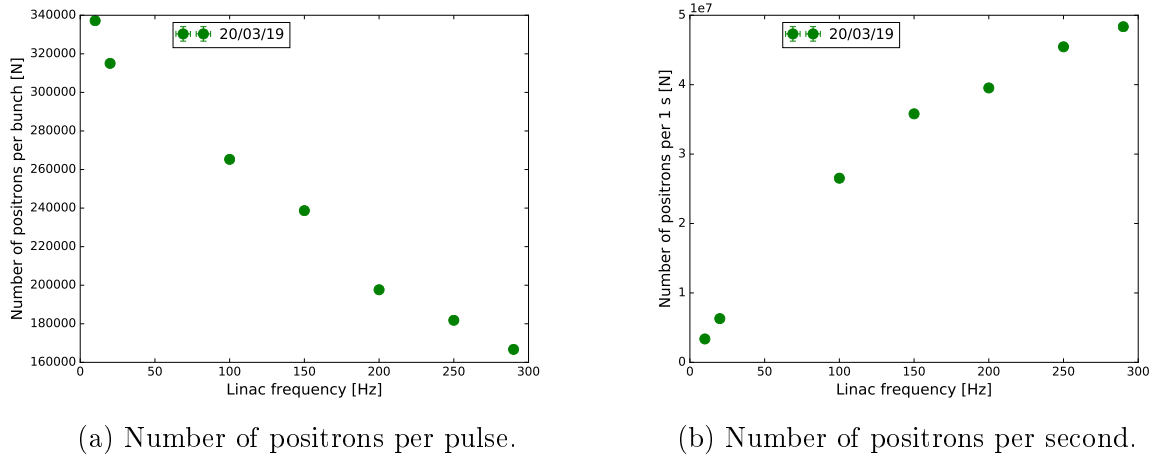 340000
320000
300000
280000
260000
240000
220000
200000
180000
160000
Number of positrons per bunch [N]
20/03/19
0 50 100 150 200 250 300
Linac frequency [Hz]
(a) Number of positrons per pulse.
1e7
5
4
3
2
1
0
Number of positrons per 1 s [N]
20/03/19
0 50 100 150 200 250 300
Linac frequency [Hz]
(b) Number of positrons per second.